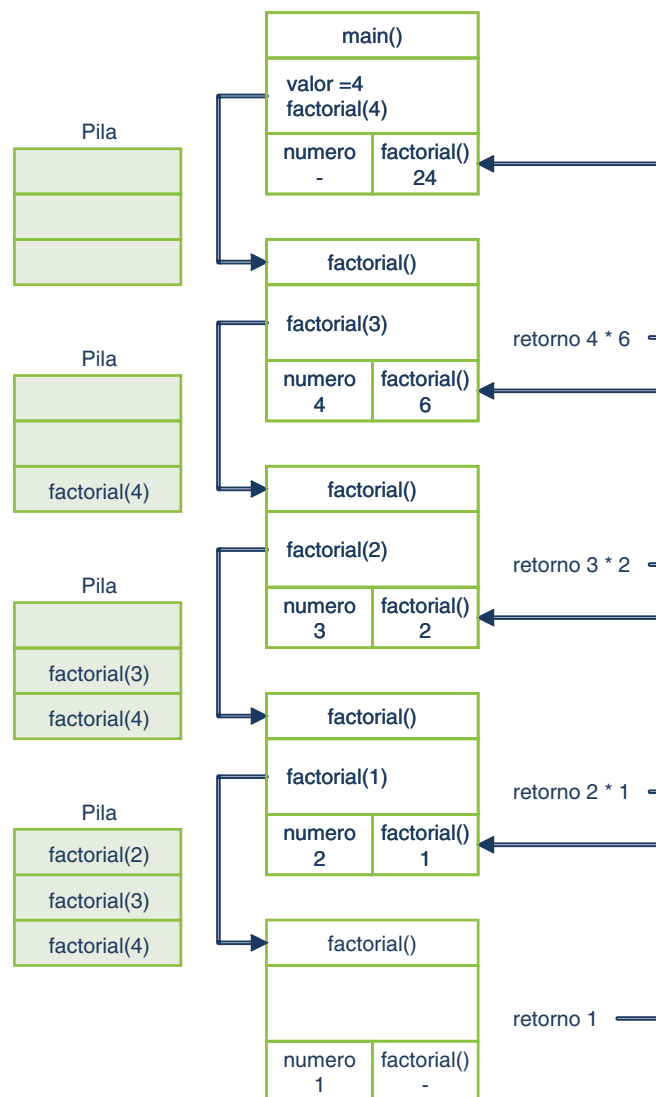 main()
valor =4
factorial(4)
numero
-
factorial()
24
Pila
factorial()
factorial(3)
numero
4
factorial()
6
retorno 4 * 6
Pila
factorial(4)
factorial()
factorial(2)
numero
3
factorial()
2
retorno 3 * 2
Pila
factorial(3)
factorial(4)
factorial()
factorial(1)
numero
2
factorial()
1
retorno 2 * 1
Pila
factorial(2)
factorial(3)
factorial(4)
factorial()
numero
1
factorial()
-
retorno 1